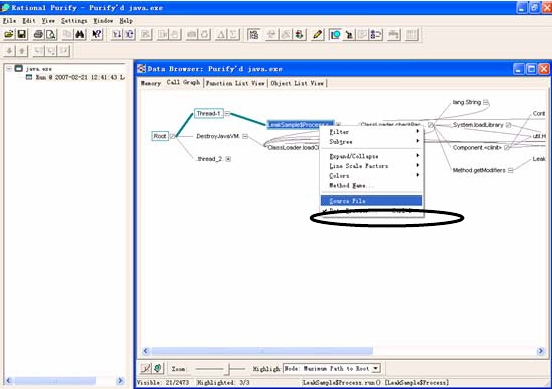 Rational Purify - Purify'd java.exe
File Edit View Settings Window Help
java.exe
Run @ 2007-02-21 12:41:43 L
Data Browser: Purify'd java.exe
Memory Call Graph Function List View Object List View
lang.String
Thread-1
Cont
LeakSample$Process.r
ClassLoader.checkPac
System.loadLibrary
Root
DestroyJavaVM
util.H
ClassLoader.loadC
Component.<clinit>
.thread_2
Leak
Method.getModifiers
Filter
Subtree
Expand/Collapse
Line Scale Factors
Colors
Method Name...
Source File
Zoom:
Highligh
Node: Maximum Path to Root
Visible: 21/2473 Highlighted: 3/3
LeakSample$Process.run() [LeakSample$Process]